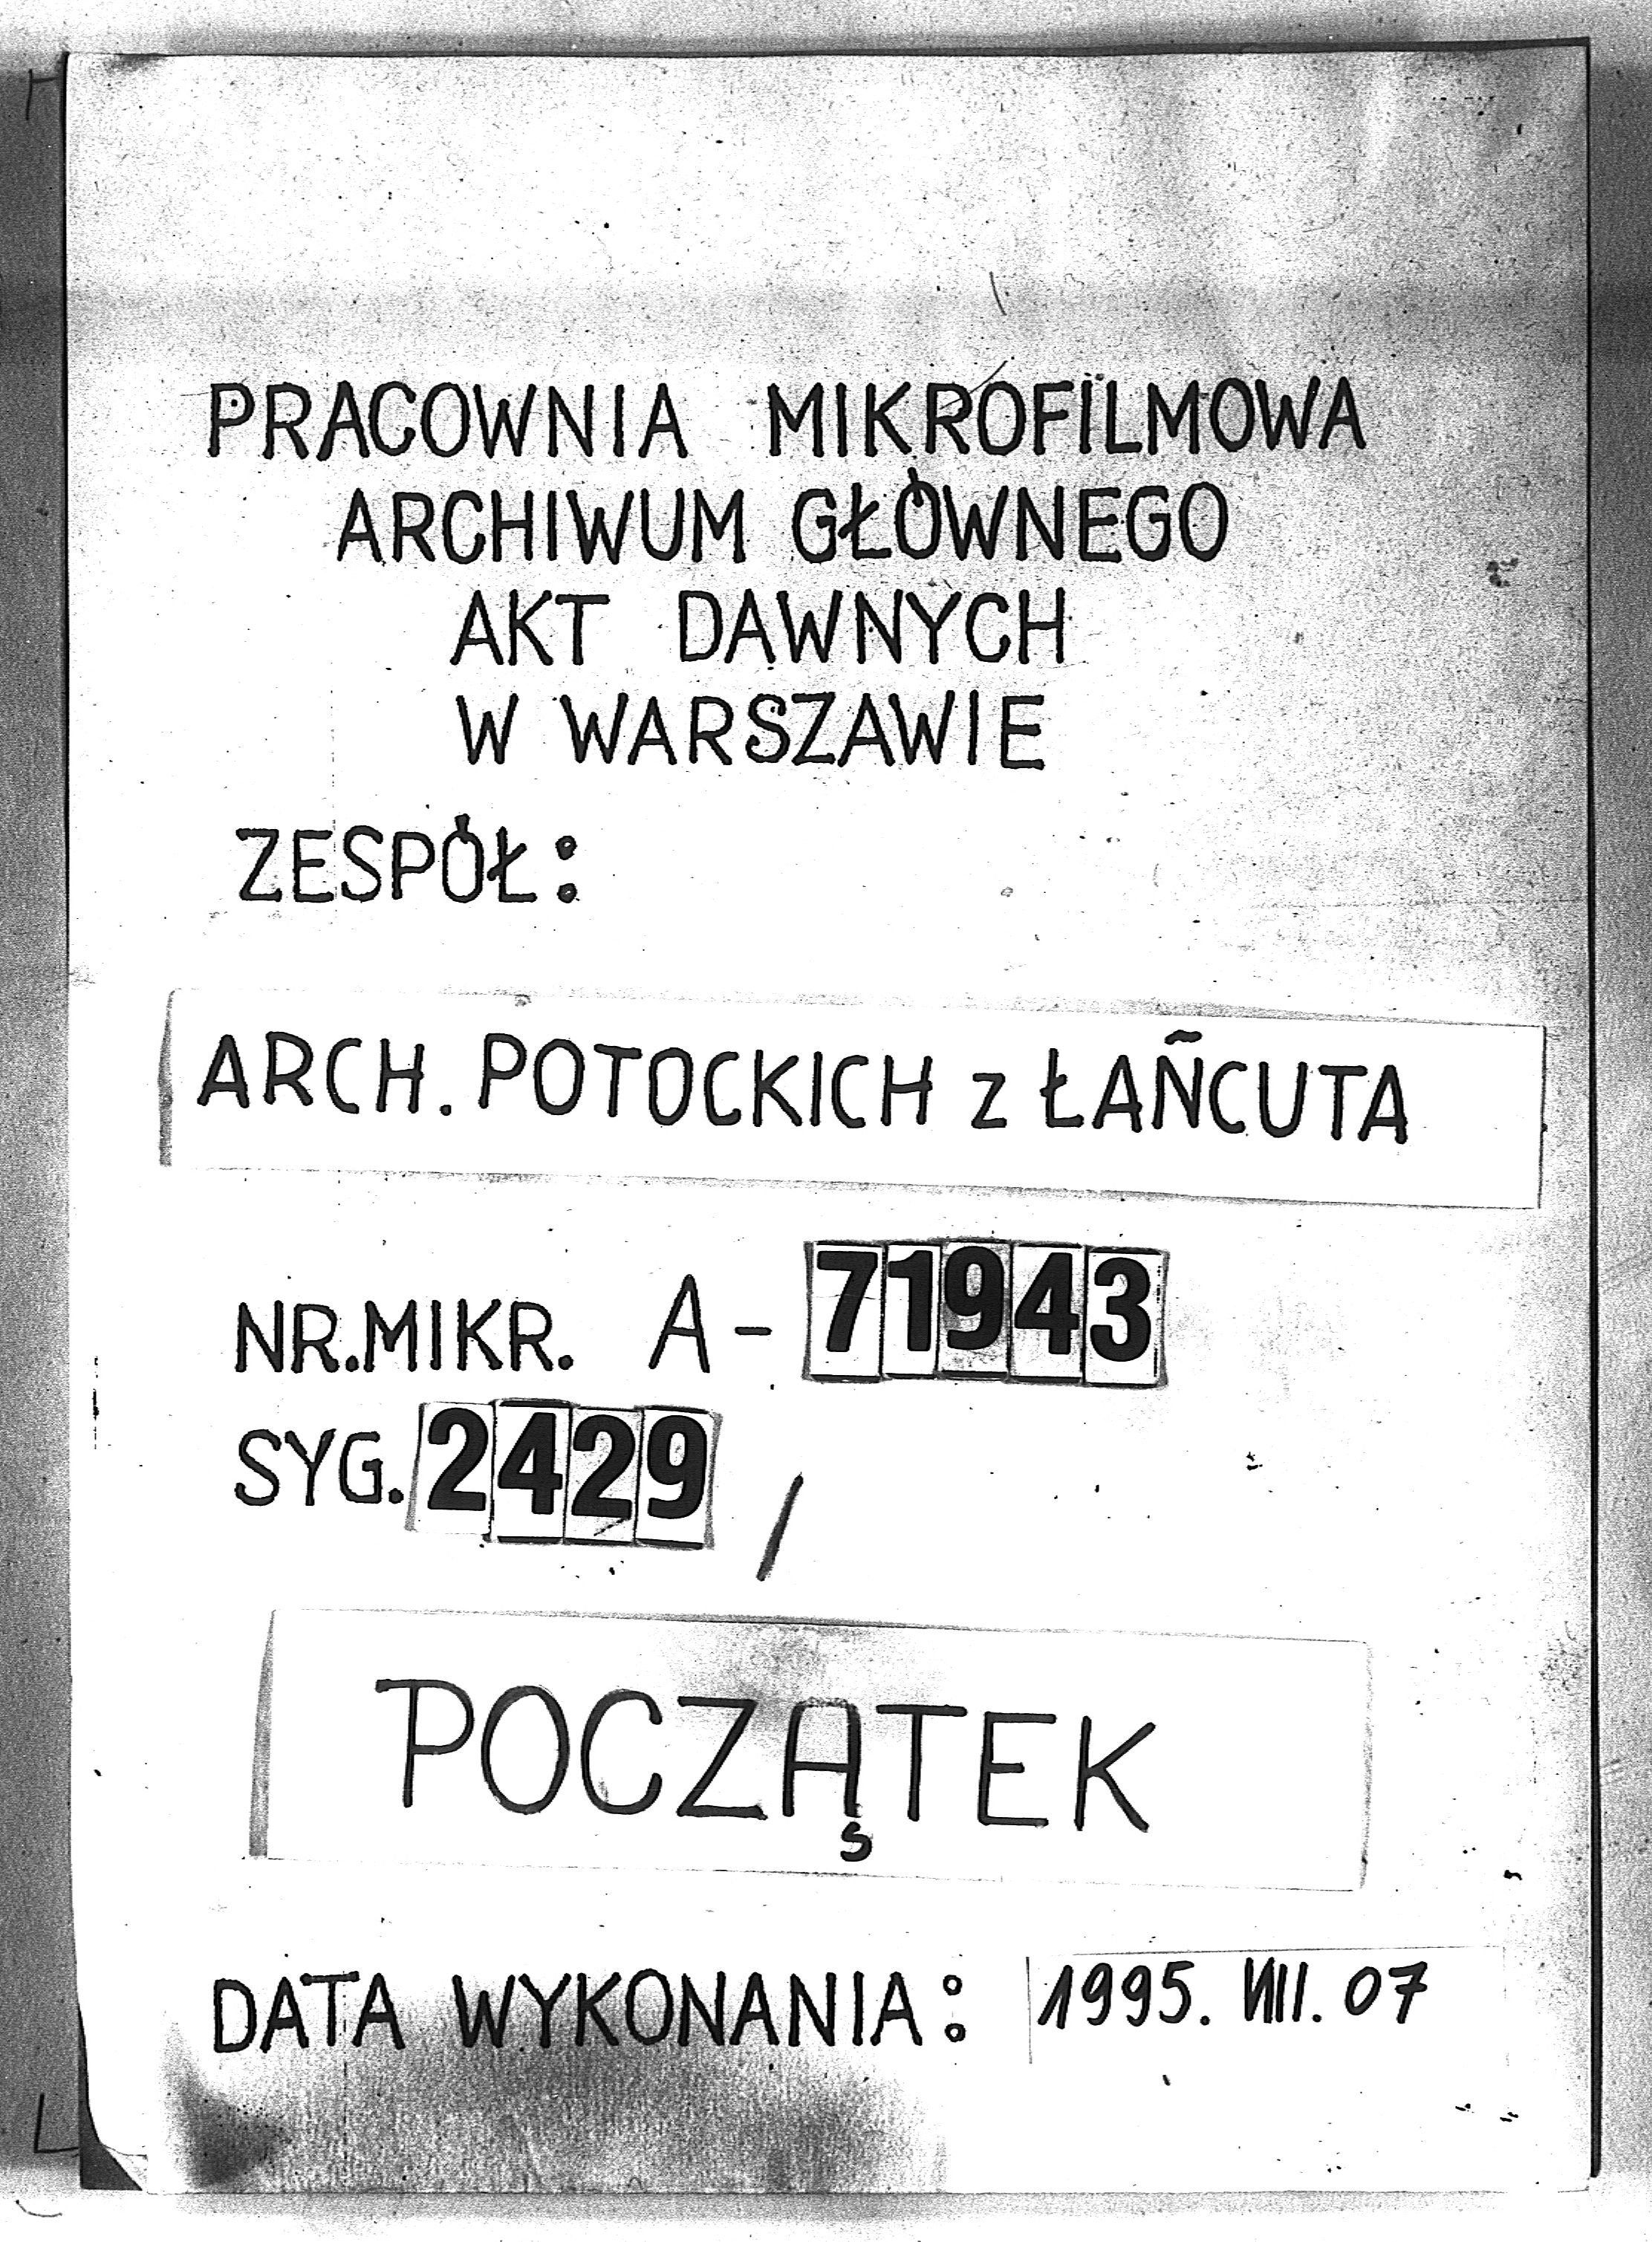 PRACOWNIA MIKROFILMOWA
ARCHIWUM GŁÓWNEGO
AKT DAWNYCH
W WARSZAWIE
ZESPÓŁ:
ARCH. POTOCKICH z ŁAŃCUTA
NR.MIKR. A-71943
SYG.2429 /
POCZĄTEK
DATA WYKONANIA: 1995. VIII. 07